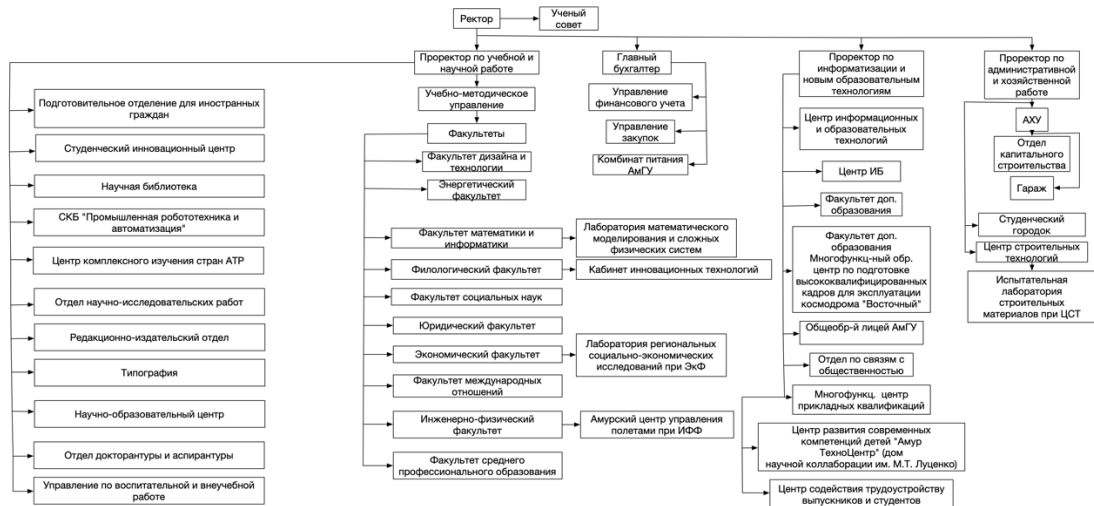 Ректор
Ученый
совет
Проректор по учебной и
научной работе
Главный
бухгалтер
Проректор по
информатизации и
новым образовательным
технологиям
Проректор по
административной
и хозяйственной
работе
Подготовительное отделение для иностранных
граждан
Студенческий инновационный центр
Научная библиотека
СКБ "Промышленная робототехника и
автоматизация"
Центр комплексного изучения стран АТР
Отдел научно-исследовательских работ
Редакционно-издательский отдел
Типография
Научно-образовательный центр
Отдел докторантуры и аспирантуры
Управление по воспитательной и внеучебной
работе
Учебно-методическое
управление
Факультеты
Факультет дизайна и
технологии
Энергетический
факультет
Факультет математики и
информатики
Лаборатория математического
моделирования и сложных
физических систем
Филологический факультет
Кабинет инновационных технологий
Факультет социальных наук
Юридический факультет
Экономический факультет
Лаборатория региональных
социально-экономических
исследований при ЭкФ
Факультет международных
отношений
Инженерно-физический
факультет
Амурский центр управления
полетами при ИФФ
Факультет среднего
профессионального образования
Управление
финансового учета
Управление
закупок
Комбинат питания
АмГУ
Центр информационных
и образовательных
технологий
Центр ИБ
Факультет доп.
образования
Факультет доп.
образования
Многофункц-ный обр.
центр по подготовке
высококвалифицированных
кадров для эксплуатации
космодрома "Восточный"
Общеобр-й лицей АмГУ
Отдел по связям с
общественностью
Многофункц. центр
прикладных квалификаций
Центр развития современных
компетенций детей "Амур
ТехноЦентр" (дом
научной коллаборации им. М.Т. Луценко)
Центр содействия трудоустройству
выпускников и студентов
АХУ
Отдел
капитального
строительства
Гараж
Студенческий
городок
Центр строительных
технологий
Испытательная
лаборатория
строительных
материалов при ЦСТ